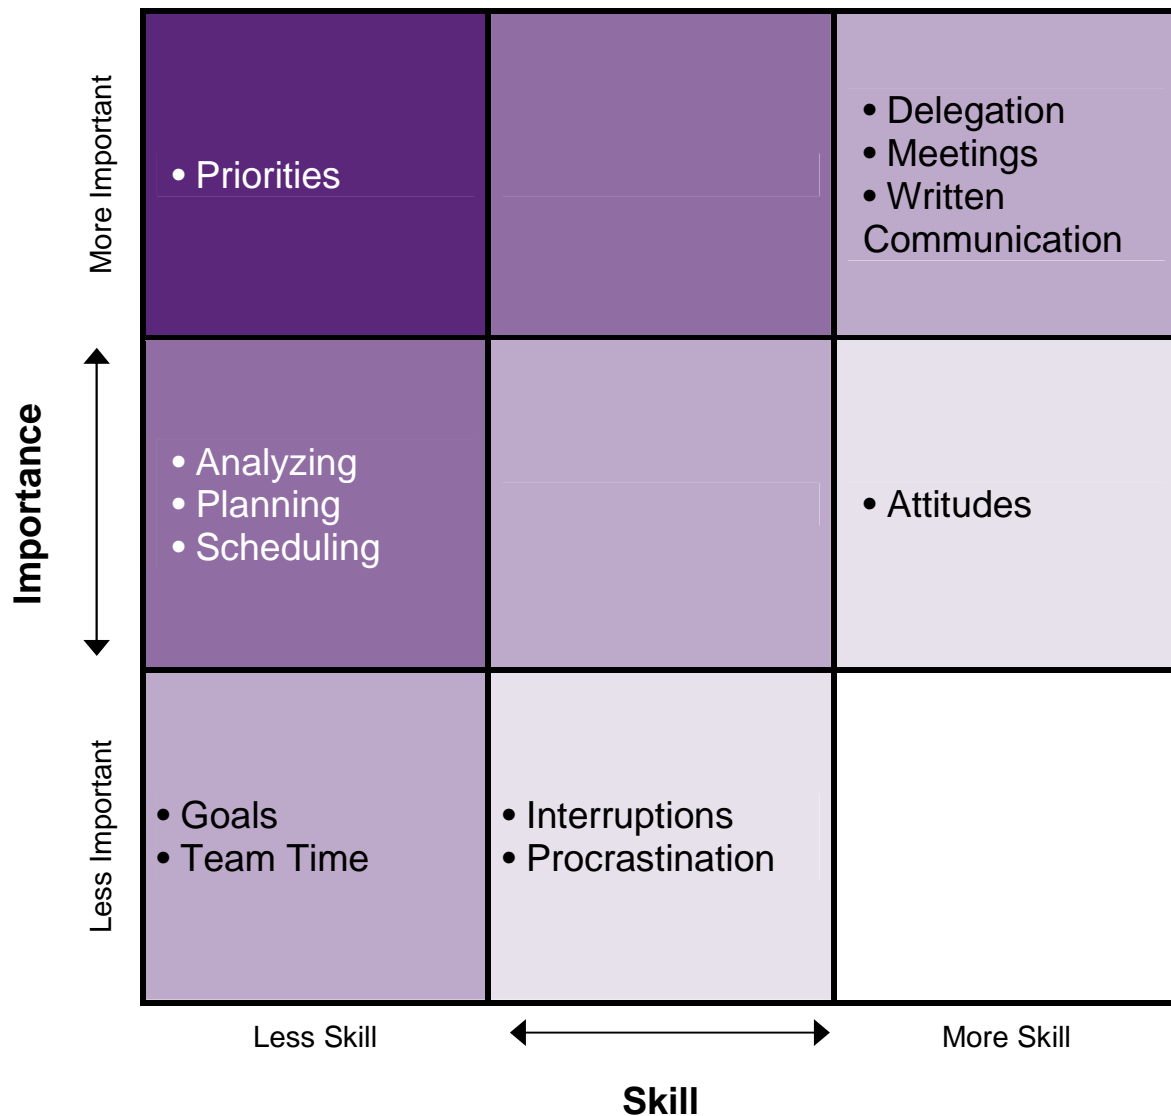 More Important
• Priorities
• Delegation
• Meetings
• Written
Communication
Importance
• Analyzing
• Planning
• Scheduling
• Attitudes
Less Important
• Goals
• Team Time
• Interruptions
• Procrastination
Less Skill
More Skill
Skill